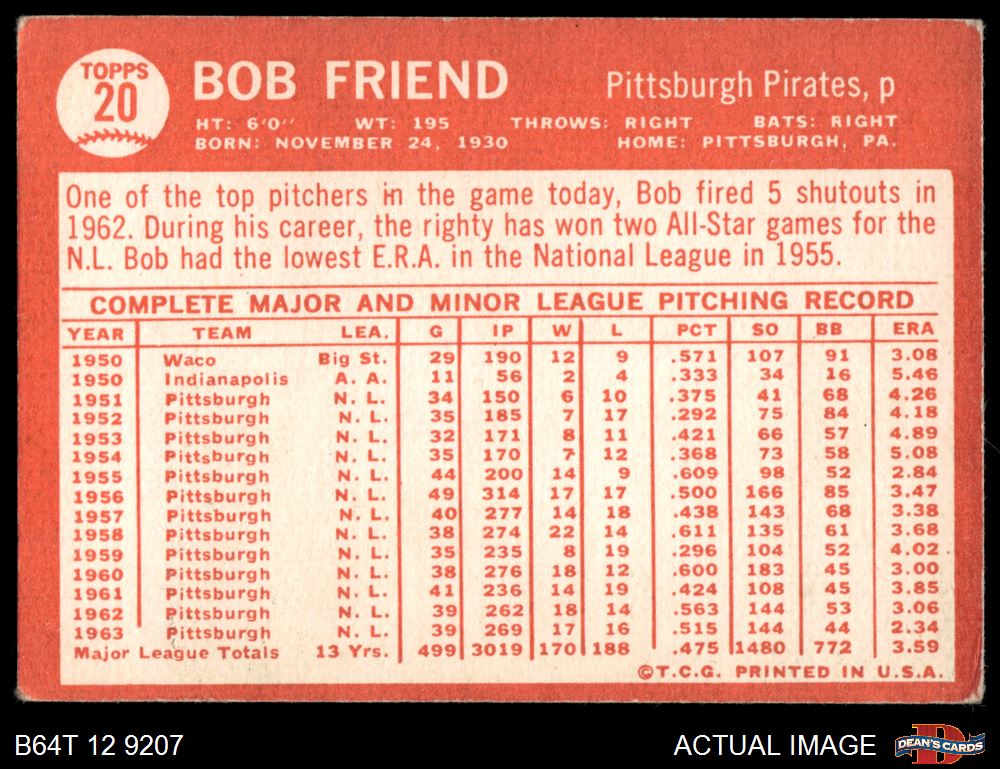 TOPPS
20
BOB FRIEND Pittsburgh Pirates, p
HT: 6'0" WT: 195 THROWS: RIGHT BATS: RIGHT
BORN: NOVEMBER 24, 1930 HOME: PITTSBURGH, PA.
One of the top pitchers in the game today, Bob fired 5 shutouts in
1962. During his career, the righty has won two All-Star games for the
N.L. Bob had the lowest E.R.A. in the National League in 1955.
COMPLETE MAJOR AND MINOR LEAGUE PITCHING RECORD
YEAR TEAM LEA. G IP W L PCT SO BB ERA
1950 Waco Big St. 29 190 12 9 .571 107 91 3.08
1950 Indianapolis A. A. 11 56 2 4 .333 34 16 5.46
1951 Pittsburgh N. L. 34 150 6 10 .375 41 68 4.26
1952 Pittsburgh N. L. 35 185 7 17 .292 75 84 4.18
1953 Pittsburgh N. L. 32 171 8 11 .421 66 57 4.89
1954 Pittsburgh N. L. 35 170 7 12 .368 73 58 5.08
1955 Pittsburgh N. L. 44 200 14 9 .609 98 52 2.84
1956 Pittsburgh N. L. 49 314 17 17 .500 166 85 3.47
1957 Pittsburgh N. L. 40 277 14 18 .438 143 68 3.38
1958 Pittsburgh N. L. 38 274 22 14 .611 135 61 3.68
1959 Pittsburgh N. L. 35 235 8 19 .296 104 52 4.02
1960 Pittsburgh N. L. 38 276 18 12 .600 183 45 3.00
1961 Pittsburgh N. L. 41 236 14 19 .424 108 45 3.85
1962 Pittsburgh N. L. 39 262 18 14 .563 144 53 3.06
1963 Pittsburgh N. L. 39 269 17 16 .515 144 44 2.34
Major League Totals 13 Yrs. 499 3019 170 188 .475 1480 772 3.59
©T.C.G. PRINTED IN U.S.A.
B64T 12 9207 ACTUAL IMAGE D DEAN'S CARDS